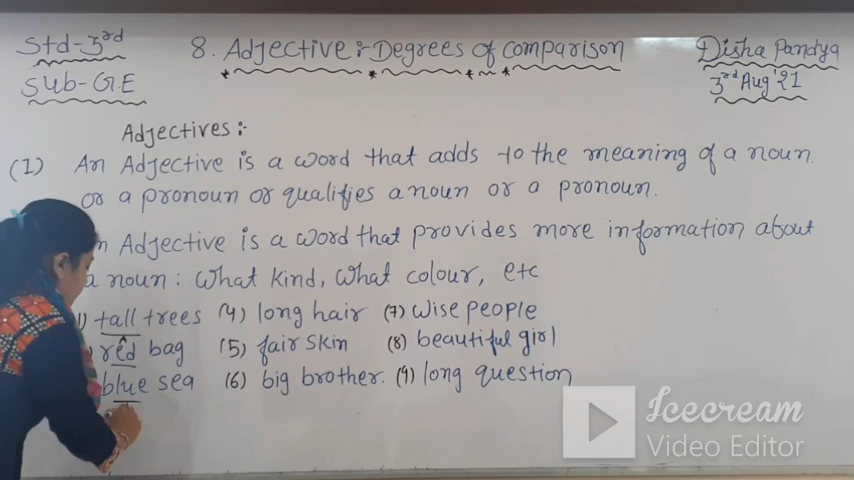 Std-3rd
8. Adjective:-Degrees of comparison
Disha Pandya
Sub-G.E
3rd Aug'21
Adjectives:-
(I) An Adjective is a word that adds to the meaning of a noun
or a pronoun or qualifies a noun or a pronoun.
Adjective is a word that provides more information about
a noun: what kind, what colour, etc
1) tall trees (4) long hair (7) wise people
) red bag (5) fair skin (8) beautiful girl
blue sea (6) big brother. (9) long question
Icecream
Video Editor